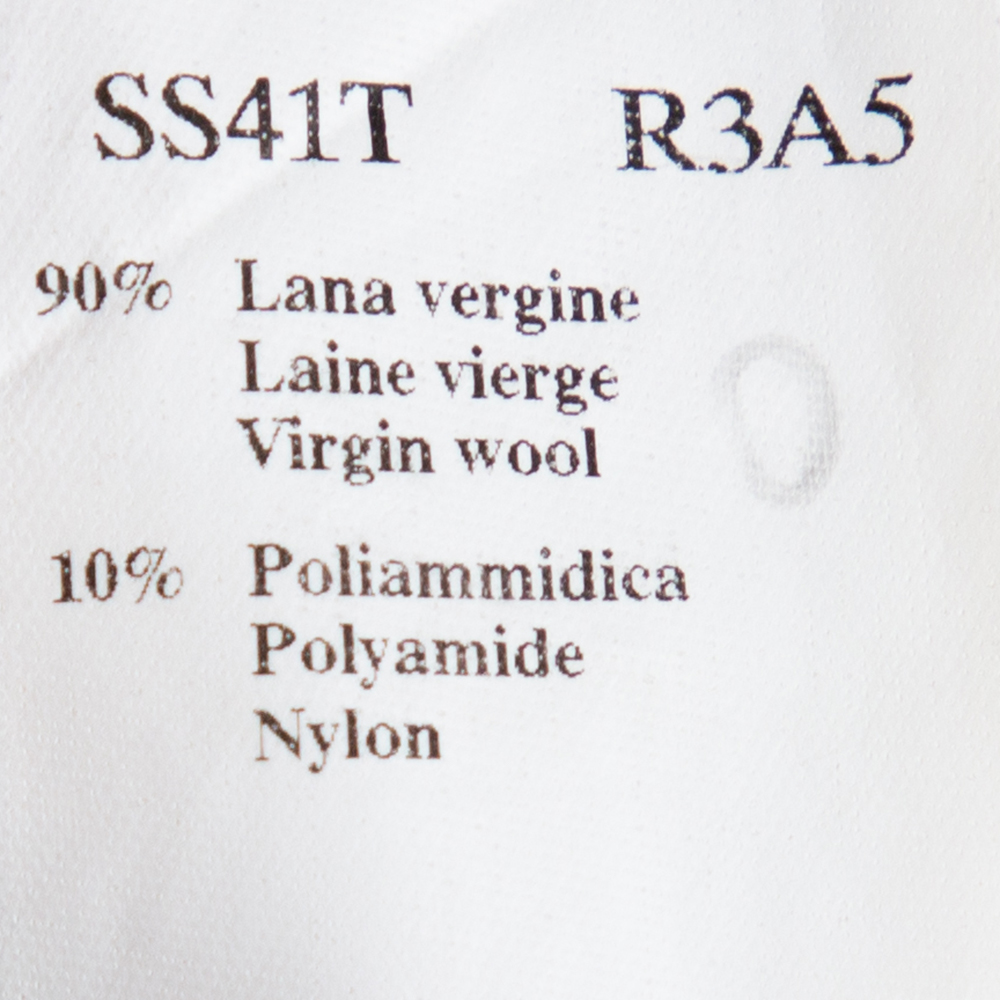 SS41T R3A5
90% Lana vergine
Laine vierge
Virgin wool
10% Poliammidica
Polyamide
Nylon